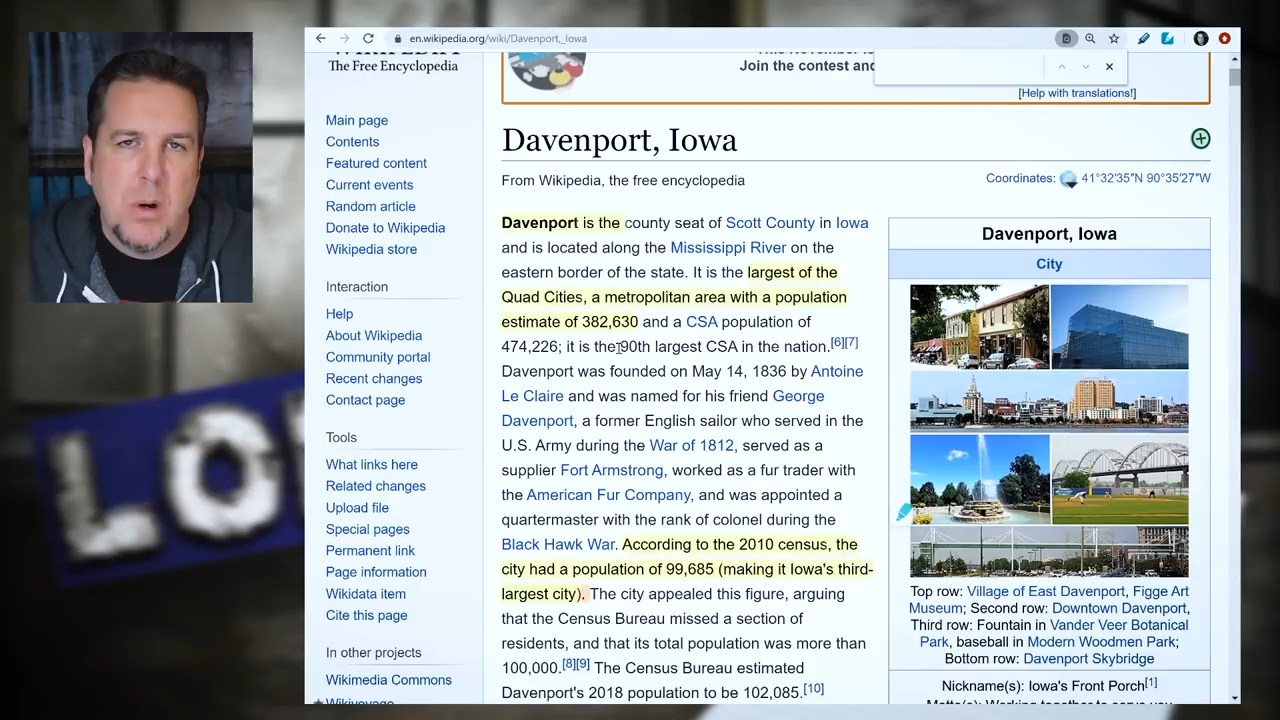 en.wikipedia.org/wiki/Davenport,_Iowa
The Free Encyclopedia
Join the contest and
[Help with translations!]
Main page
Contents
Featured content
Current events
Random article
Donate to Wikipedia
Wikipedia store
Interaction
Help
About Wikipedia
Community portal
Recent changes
Contact page
Tools
What links here
Related changes
Upload file
Special pages
Permanent link
Page information
Wikidata item
Cite this page
In other projects
Wikimedia Commons
Wikivoyage
Davenport, Iowa
From Wikipedia, the free encyclopedia
Coordinates: 41°32′35″N 90°35′27″W
Davenport is the county seat of Scott County in Iowa
and is located along the Mississippi River on the
eastern border of the state. It is the largest of the
Quad Cities, a metropolitan area with a population
estimate of 382,630 and a CSA population of
474,226; it is the 90th largest CSA in the nation.[6][7]
Davenport was founded on May 14, 1836 by Antoine
Le Claire and was named for his friend George
Davenport, a former English sailor who served in the
U.S. Army during the War of 1812, served as a
supplier Fort Armstrong, worked as a fur trader with
the American Fur Company, and was appointed a
quartermaster with the rank of colonel during the
Black Hawk War. According to the 2010 census, the
city had a population of 99,685 (making it Iowa's third-
largest city). The city appealed this figure, arguing
that the Census Bureau missed a section of
residents, and that its total population was more than
100,000.[8][9] The Census Bureau estimated
Davenport's 2018 population to be 102,085.[10]
Davenport, Iowa
City
Top row: Village of East Davenport, Figge Art
Museum; Second row: Downtown Davenport,
Third row: Fountain in Vander Veer Botanical
Park, baseball in Modern Woodmen Park;
Bottom row: Davenport Skybridge
Nickname(s): Iowa's Front Porch[1]
LO